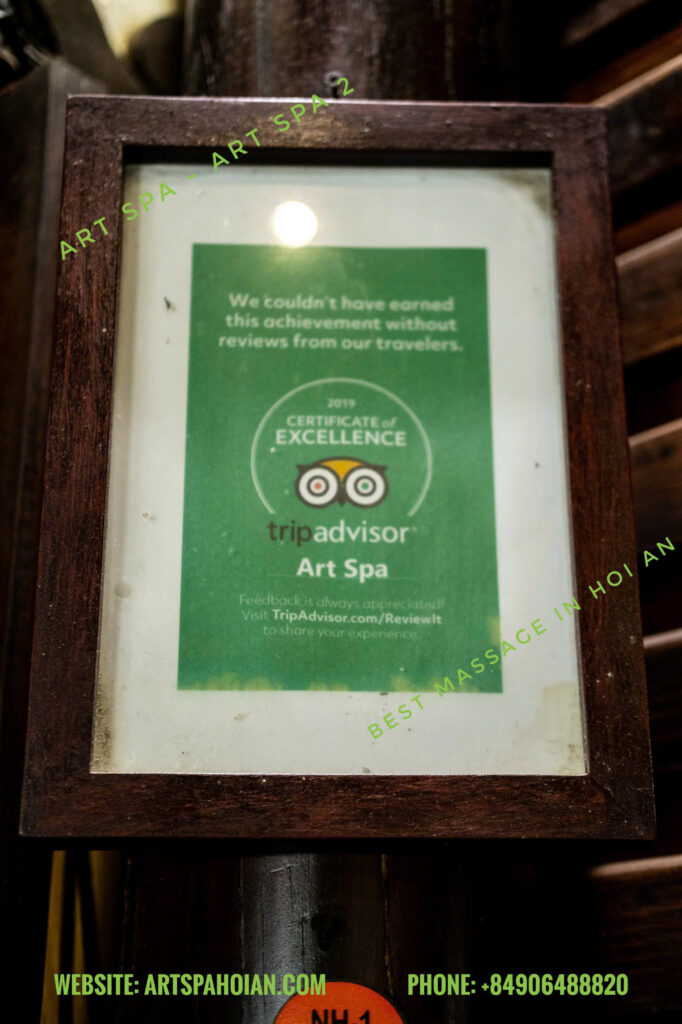 ART SPA - ART SPA 2
We couldn't have earned
this achievement without
reviews from our travelers.
2019
CERTIFICATE of
EXCELLENCE
tripadvisor®
Art Spa
Feedback is always appreciated!
Visit TripAdvisor.com/ReviewIt
to share your experience.
BEST MASSAGE IN HOI AN
WEBSITE: ARTSPAHOIAN.COM
PHONE: +84906488820
NH 1